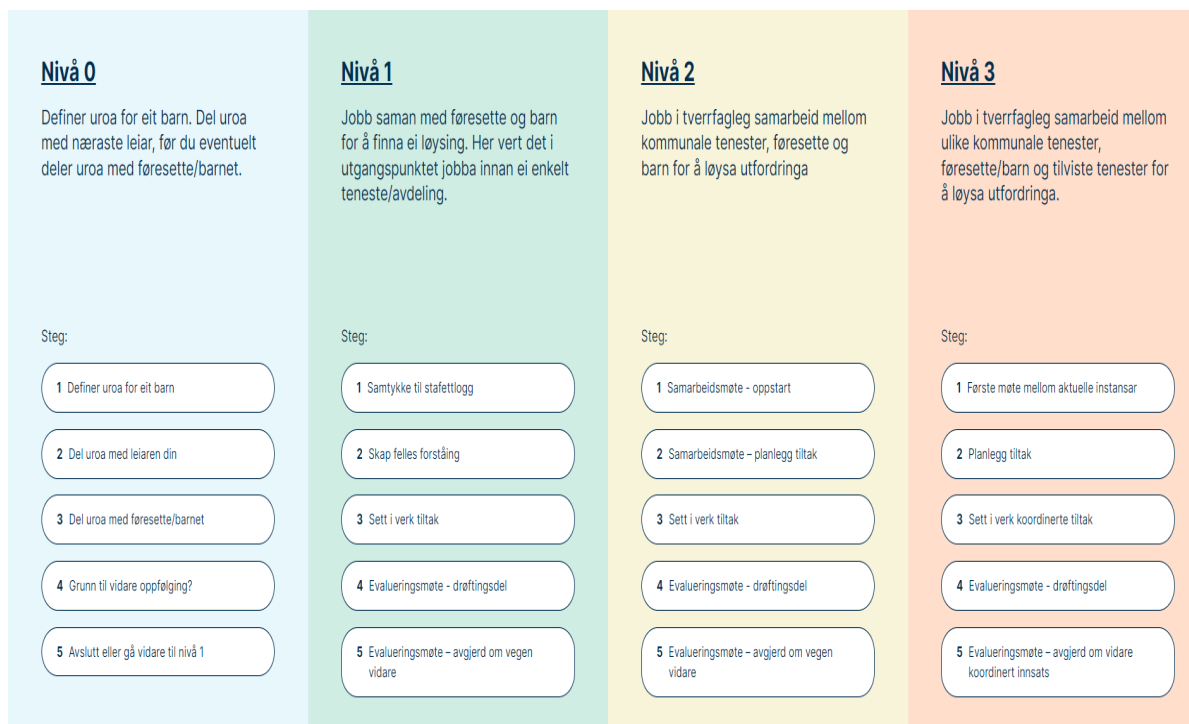 Nivå 0
Definer uroa for eit barn. Del uroa
med næraste leiar, før du eventuelt
deler uroa med føresette/barnet.
Steg:
1 Definer uroa for eit barn
2 Del uroa med leiaren din
3 Del uroa med føresette/barnet
4 Grunn til vidare oppfølging?
5 Avslutt eller gå vidare til nivå 1
Nivå 1
Jobb saman med føresette og barn
for å finna ei løysing. Her vert det i
utgangspunktet jobba innan ei enkelt
teneste/avdeling.
Steg:
1 Samtykke til stafettlogg
2 Skap felles forståing
3 Sett i verk tiltak
4 Evalueringsmøte - drøftingsdel
5 Evalueringsmøte – avgjerd om vegen
vidare
Nivå 2
Jobb i tverrfagleg samarbeid mellom
kommunale tenester, føresette og
barn for å løysa utfordringa
Steg:
1 Samarbeidsmøte - oppstart
2 Samarbeidsmøte – planlegg tiltak
3 Sett i verk tiltak
4 Evalueringsmøte - drøftingsdel
5 Evalueringsmøte – avgjerd om vegen
vidare
Nivå 3
Jobb i tverrfagleg samarbeid mellom
ulike kommunale tenester,
føresette/barn og tilviste tenester for
å løysa utfordringa.
Steg:
1 Første møte mellom aktuelle instansar
2 Planlegg tiltak
3 Sett i verk koordinerte tiltak
4 Evalueringsmøte - drøftingsdel
5 Evalueringsmøte – avgjerd om vidare
koordinert innsats